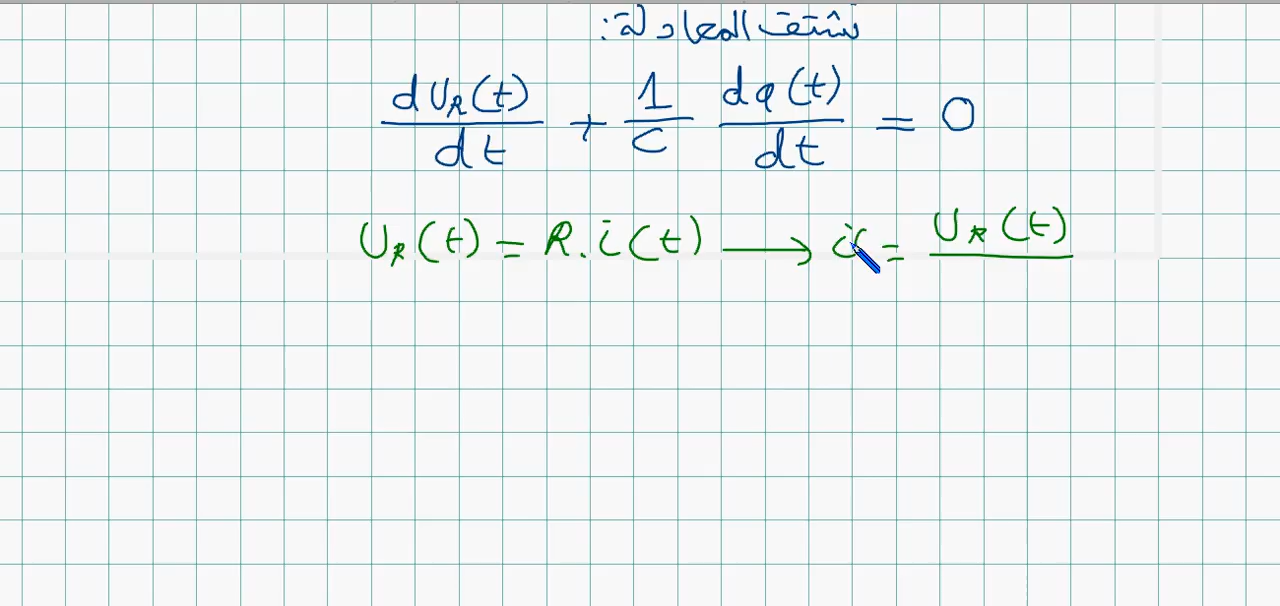 نشتق المعادلة:
dU_R(t)/dt + 1/C dq(t)/dt = 0
U_R(t) = R.i(t) ⟶ i( = U_R(t)/